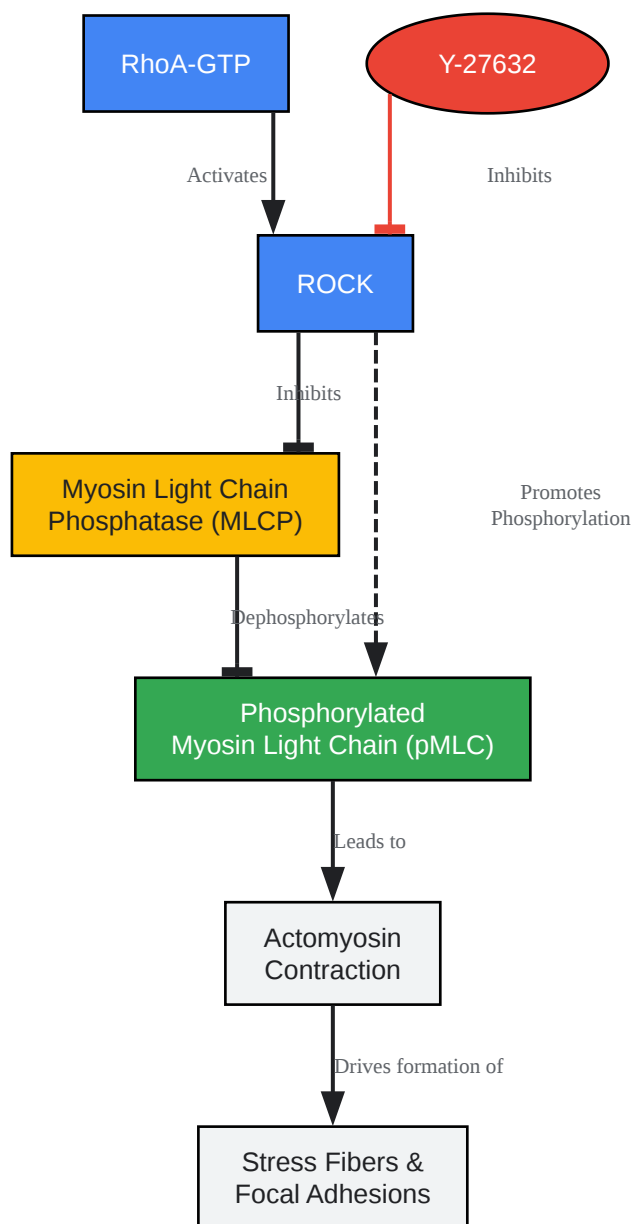 RhoA-GTP
Y-27632
Activates
Inhibits
ROCK
Inhibits
Myosin Light Chain
Phosphatase (MLCP)
Promotes
Phosphorylation
Dephosphorylates
Phosphorylated
Myosin Light Chain (pMLC)
Leads to
Actomyosin
Contraction
Drives formation of
Stress Fibers &
Focal Adhesions